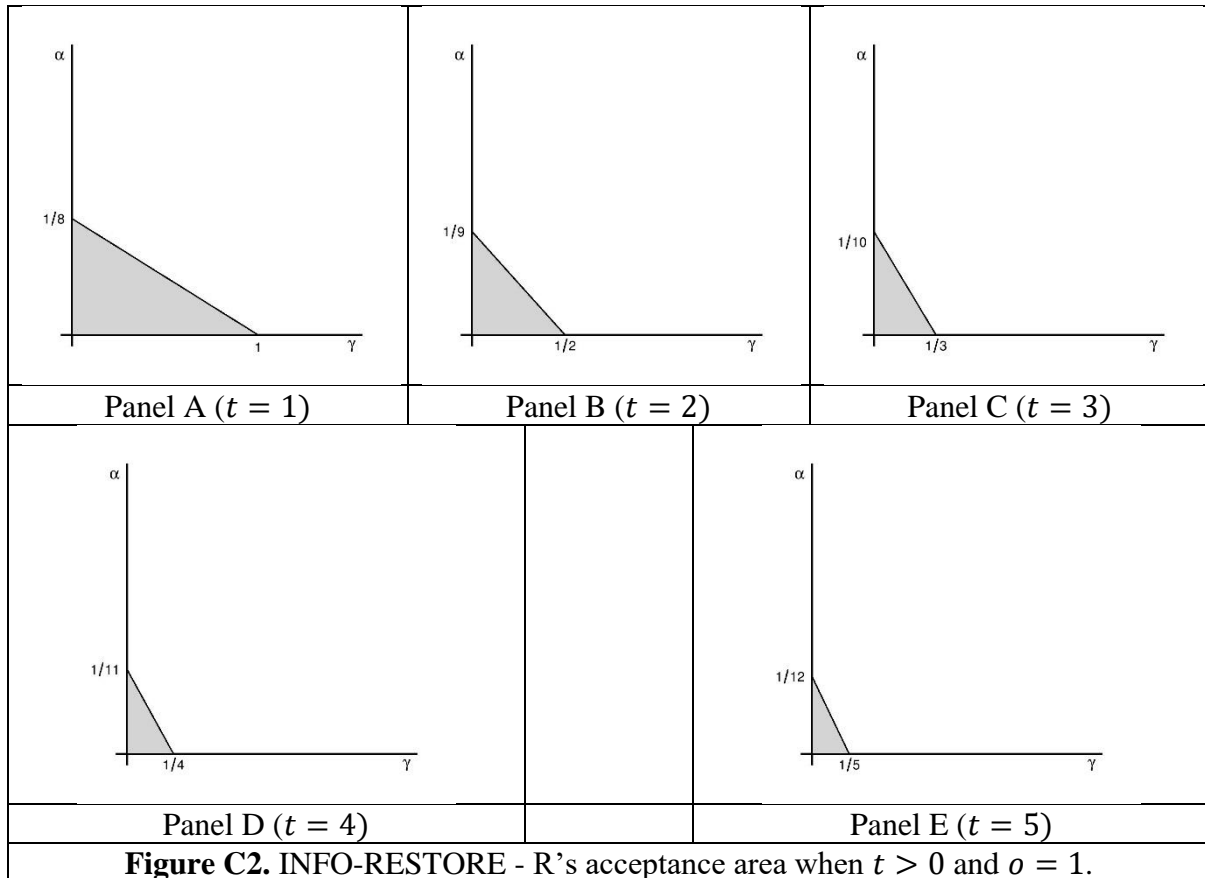 α
1/8
1
γ
α
1/9
1/2
γ
α
1/10
1/3
γ
Panel A (𝑡 = 1)
Panel B (𝑡 = 2)
Panel C (𝑡 = 3)
α
1/11
1/4
γ
α
1/12
1/5
γ
Panel D (𝑡 = 4)
Panel E (𝑡 = 5)
Figure C2. INFO-RESTORE - R's acceptance area when 𝑡 > 0 and 𝑜 = 1.